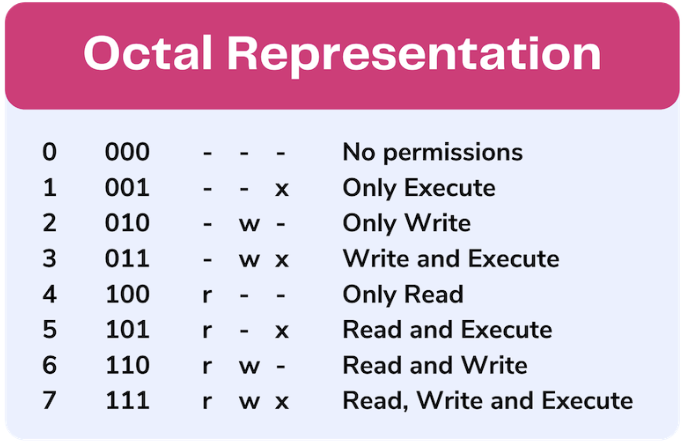 Octal Representation
0 000 - - - No permissions
1 001 - - x Only Execute
2 010 - w - Only Write
3 011 - w x Write and Execute
4 100 r - - Only Read
5 101 r - x Read and Execute
6 110 r w - Read and Write
7 111 r w x Read, Write and Execute